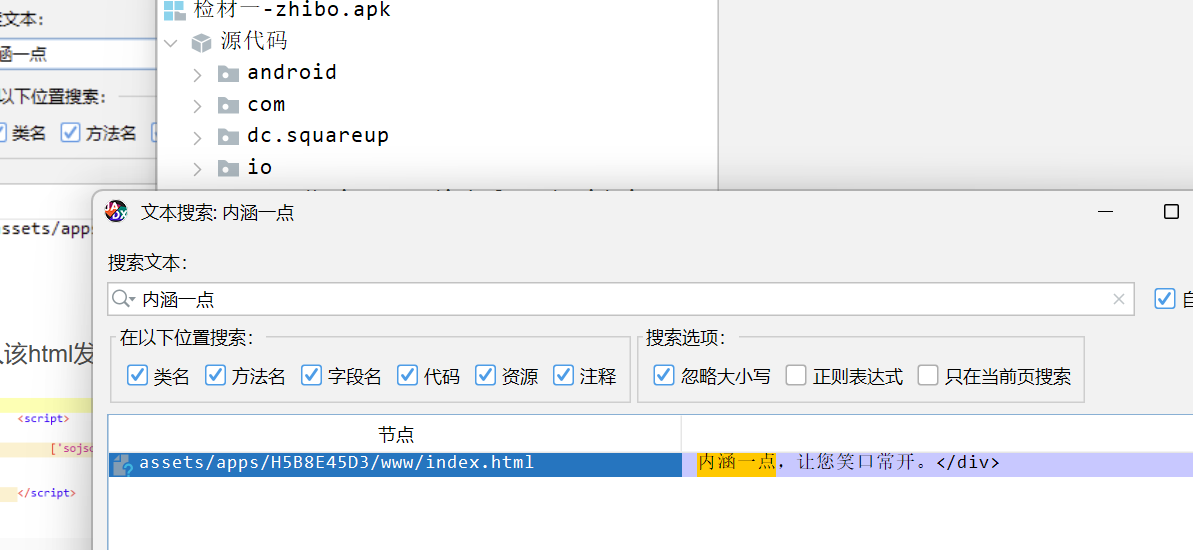 检材一-zhibo.apk
文本:
源代码
涵一点
android
以下位置搜索:
com
类名 方法名
dc.squareup
io
文本搜索: 内涵一点
assets/apps
搜索文本:
内涵一点
自
在以下位置搜索:
搜索选项:
该html发
类名 方法名 字段名 代码 资源 注释
忽略大小写 正则表达式 只在当前页搜索
<script>
节点
['sojso
assets/apps/H5B8E45D3/www/index.html
内涵一点，让您笑口常开。</div>
</script>